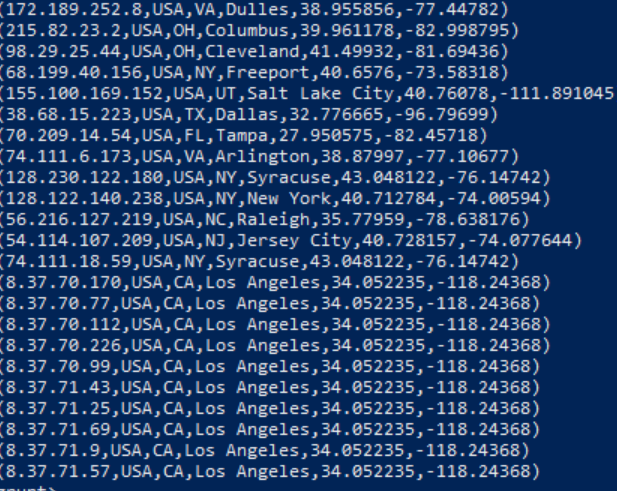 (172.189.252.8,USA,VA,Dulles,38.955856,-77.44782)
(215.82.23.2,USA,OH,Columbus,39.961178,-82.998795)
(98.29.25.44,USA,OH,Cleveland,41.49932,-81.69436)
(68.199.40.156,USA,NY,Freeport,40.6576,-73.58318)
(155.100.169.152,USA,UT,Salt Lake City,40.76078,-111.891045
(38.68.15.223,USA,TX,Dallas,32.776665,-96.79699)
(70.209.14.54,USA,FL,Tampa,27.950575,-82.45718)
(74.111.6.173,USA,VA,Arlington,38.87997,-77.10677)
(128.230.122.180,USA,NY,Syracuse,43.048122,-76.14742)
(128.122.140.238,USA,NY,New York,40.712784,-74.00594)
(56.216.127.219,USA,NC,Raleigh,35.77959,-78.638176)
(54.114.107.209,USA,NJ,Jersey City,40.728157,-74.077644)
(74.111.18.59,USA,NY,Syracuse,43.048122,-76.14742)
(8.37.70.170,USA,CA,Los Angeles,34.052235,-118.24368)
(8.37.70.77,USA,CA,Los Angeles,34.052235,-118.24368)
(8.37.70.112,USA,CA,Los Angeles,34.052235,-118.24368)
(8.37.70.226,USA,CA,Los Angeles,34.052235,-118.24368)
(8.37.70.99,USA,CA,Los Angeles,34.052235,-118.24368)
(8.37.71.43,USA,CA,Los Angeles,34.052235,-118.24368)
(8.37.71.25,USA,CA,Los Angeles,34.052235,-118.24368)
(8.37.71.69,USA,CA,Los Angeles,34.052235,-118.24368)
(8.37.71.9,USA,CA,Los Angeles,34.052235,-118.24368)
(8.37.71.57,USA,CA,Los Angeles,34.052235,-118.24368)